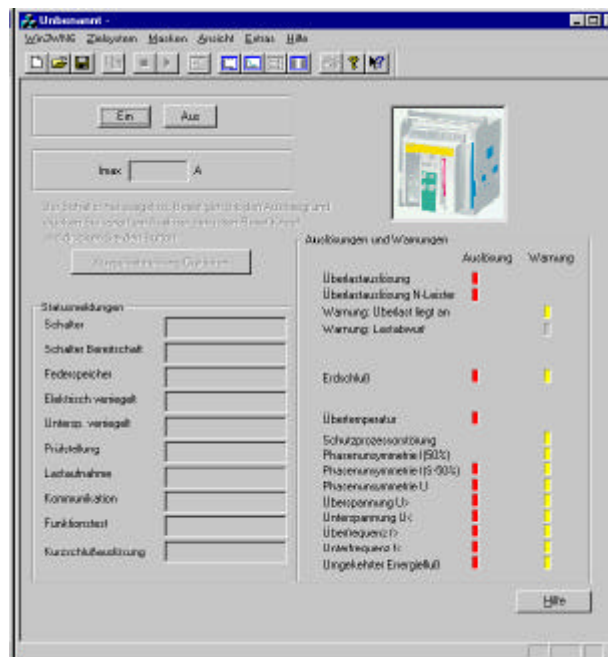 Unbenannt -
Win3WNG Zielsystem Masken Ansicht Extras Hilfe
Ein Aus
Imax A
Auslösungen und Warnungen
Auslösung Warnung
Überlastauslösung
Überlastauslösung N-Leiter
Warnung: Überlast liegt an
Warnung: Lastabwurf
Erdschluß
Übertemperatur
Schutzprozessorstörung
Phasenunsymmetrie I (50%)
Phasenunsymmetrie I (5-50%)
Phasenunsymmetrie U
Überspannung U>
Unterspannung U<
Überfrequenz f>
Unterfrequenz f<
Umgekehrter Energiefluß
Statusmeldungen
Schalter
Schalter Bereitschaft
Federspeicher
Elektrisch verriegelt
Untersp. verriegelt
Prüfstellung
Lastaufnahme
Kommunikation
Funktionstest
Kurzschlußauslösung
Hilfe